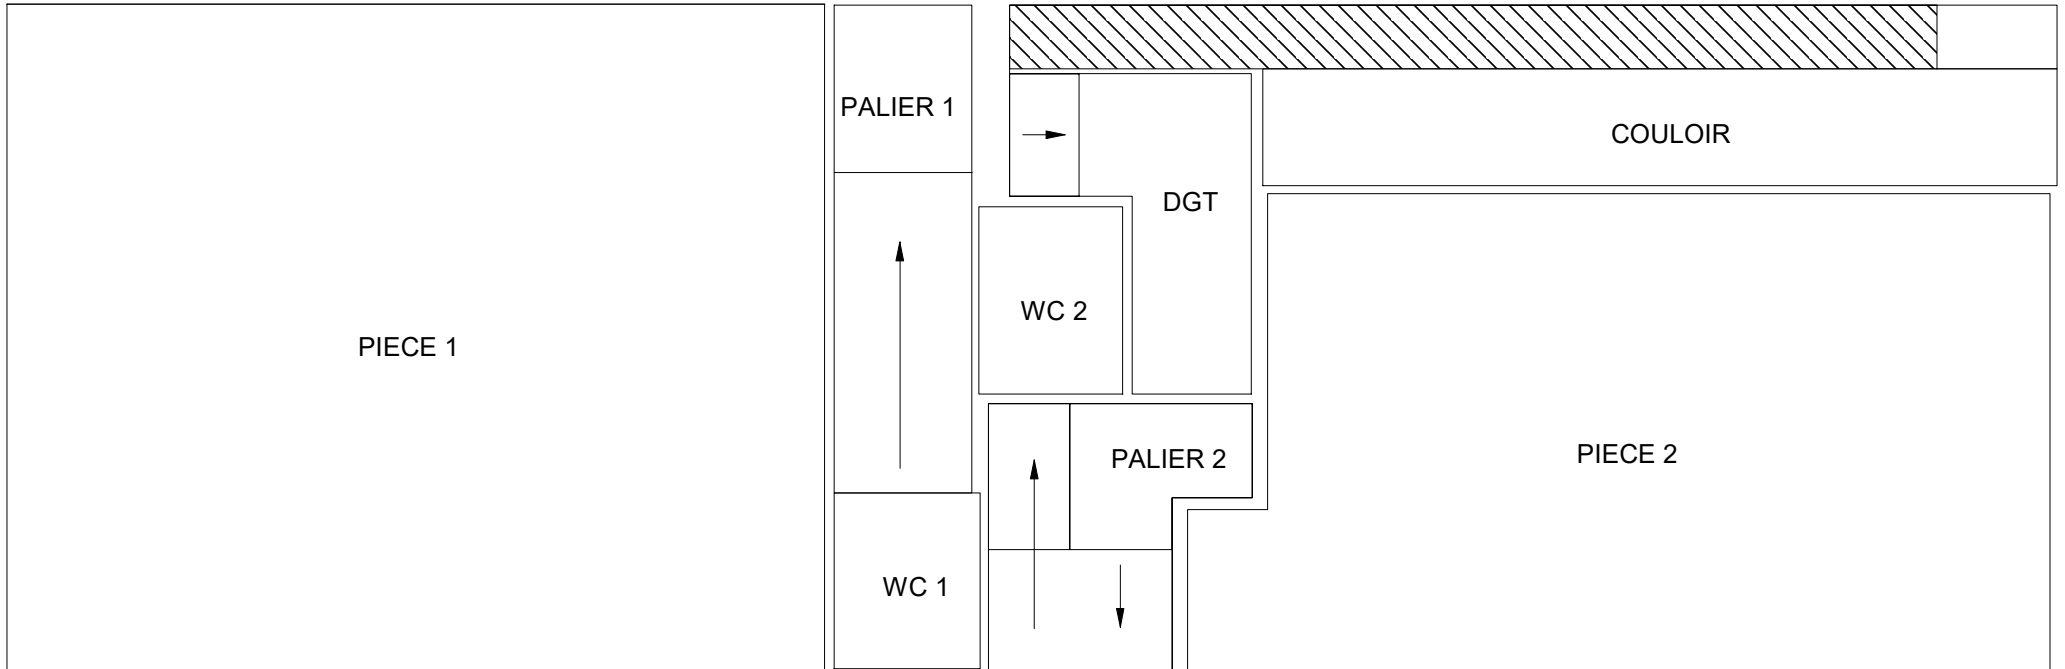 PALIER 1
COULOIR
DGT
WC 2
PIECE 1
PALIER 2
PIECE 2
WC 1